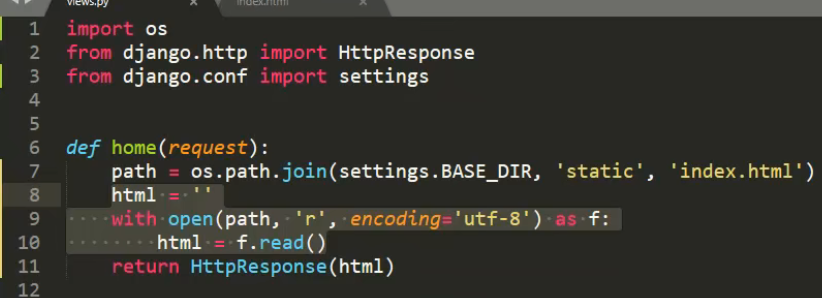 views.py × index.html ×
1 import os
2 from django.http import HttpResponse
3 from django.conf import settings
4
5
6 def home(request):
7     path = os.path.join(settings.BASE_DIR, 'static', 'index.html')
8     html = ''
9     with open(path, 'r', encoding='utf-8') as f:
10         html = f.read()
11     return HttpResponse(html)
12